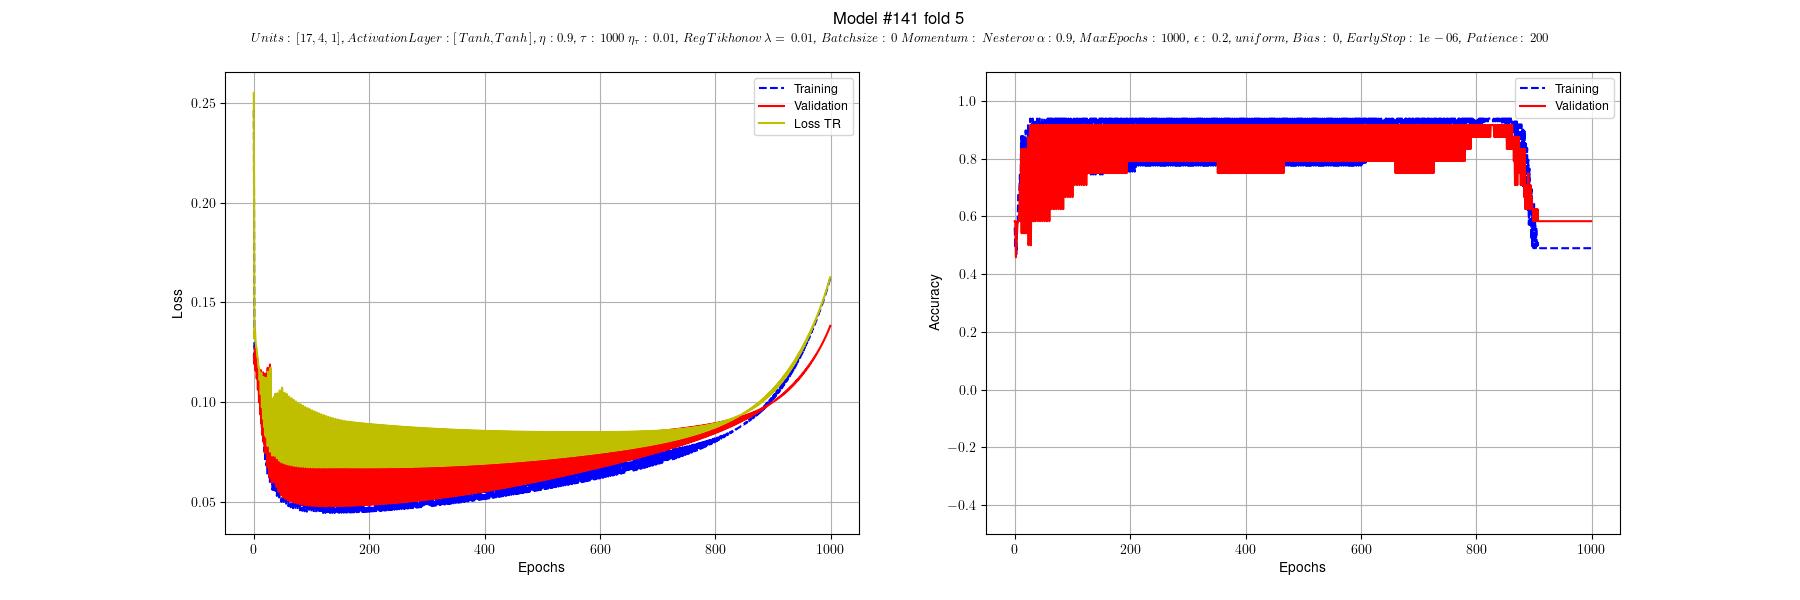 Model #141 fold 5
Units : [17, 4, 1], ActivationLayer : [Tanh, Tanh], η : 0.9, τ : 1000 ητ : 0.01, RegTikhonov λ = 0.01, Batchsize : 0 Momentum : Nesterov α : 0.9, MaxEpochs : 1000, ϵ : 0.2, uniform, Bias : 0, EarlyStop : 1e − 06, Patience : 200
Loss
0.25
0.20
0.15
0.10
0.05
0 200 400 600 800 1000
Epochs
Training
Validation
Loss TR
Accuracy
1.0
0.8
0.6
0.4
0.2
0.0
−0.2
−0.4
0 200 400 600 800 1000
Epochs
Training
Validation